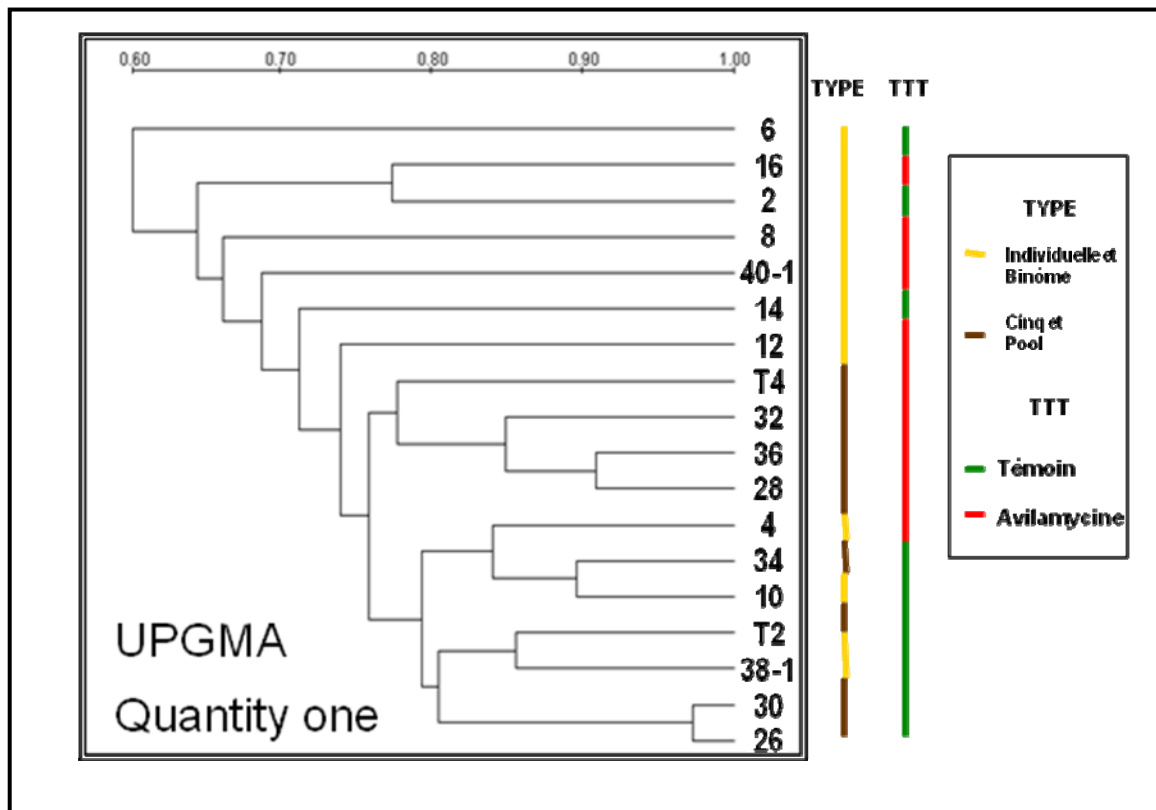 0.60 0.70 0.80 0.90 1.00
TYPE TTT
6
16
2
8
40-1
14
12
T4
32
36
28
4
34
10
T2
38-1
30
26
UPGMA
Quantity one
TYPE
Individuelle et
Binôme
Cinq et
Pool
TTT
Témoin
Avilamycine